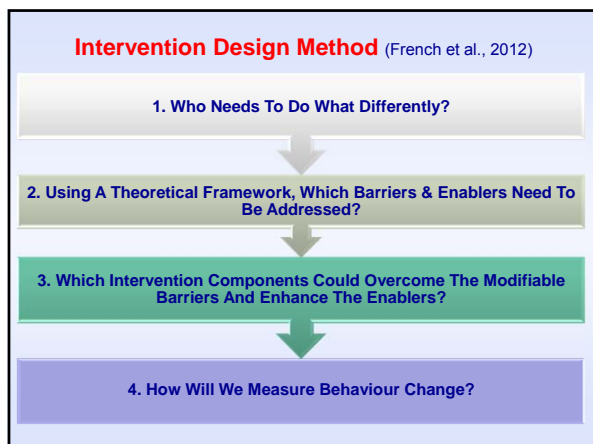 Intervention Design Method (French et al., 2012)
1. Who Needs To Do What Differently?
2. Using A Theoretical Framework, Which Barriers & Enablers Need To
Be Addressed?
3. Which Intervention Components Could Overcome The Modifiable
Barriers And Enhance The Enablers?
4. How Will We Measure Behaviour Change?